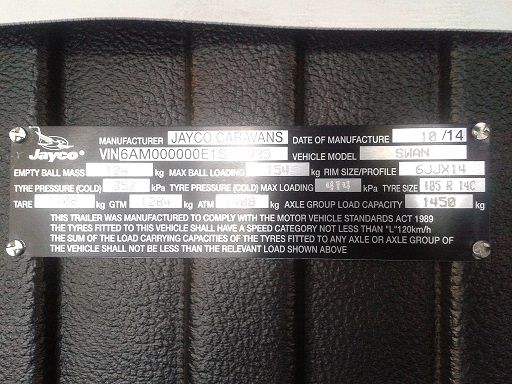 Jayco
MANUFACTURER JAYCO CARAVANS DATE OF MANUFACTURE 10/14
VIN 6AM000000E1S VEHICLE MODEL SWAN
EMPTY BALL MASS 124 kg MAX BALL LOADING kg RIM SIZE/PROFILE 6JJX14
TYRE PRESSURE (COLD) kPa TYRE PRESSURE (COLD) MAX LOADING 414 kPa TYRE SIZE 185 R 14C
TARE kg GTM 1284 kg ATM 1408 kg AXLE GROUP LOAD CAPACITY 1450 kg
THIS TRAILER WAS MANUFACTURED TO COMPLY WITH THE MOTOR VEHICLE STANDARDS ACT 1989
THE TYRES FITTED TO THIS VEHICLE SHALL HAVE A SPEED CATEGORY NOT LESS THAN "L"120km/h
THE SUM OF THE LOAD CARRYING CAPACITIES OF THE TYRES FITTED TO ANY AXLE OR AXLE GROUP OF
THE VEHICLE SHALL NOT BE LESS THAN THE RELEVANT LOAD SHOWN ABOVE